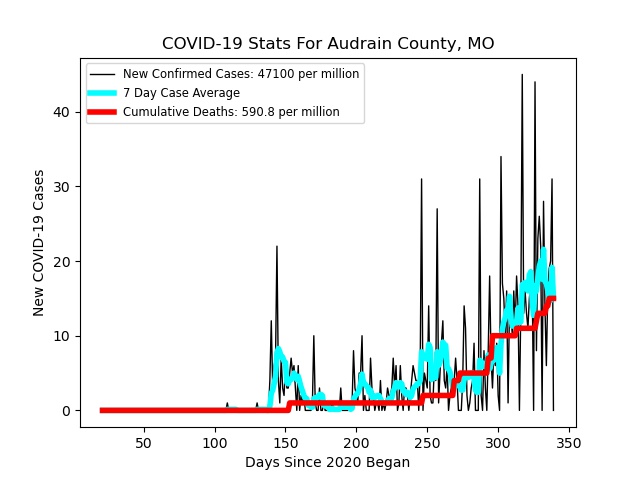 COVID-19 Stats For Audrain County, MO
New Confirmed Cases: 47100 per million
7 Day Case Average
Cumulative Deaths: 590.8 per million
New COVID-19 Cases
40
30
20
10
0
50
100
150
200
250
300
350
Days Since 2020 Began